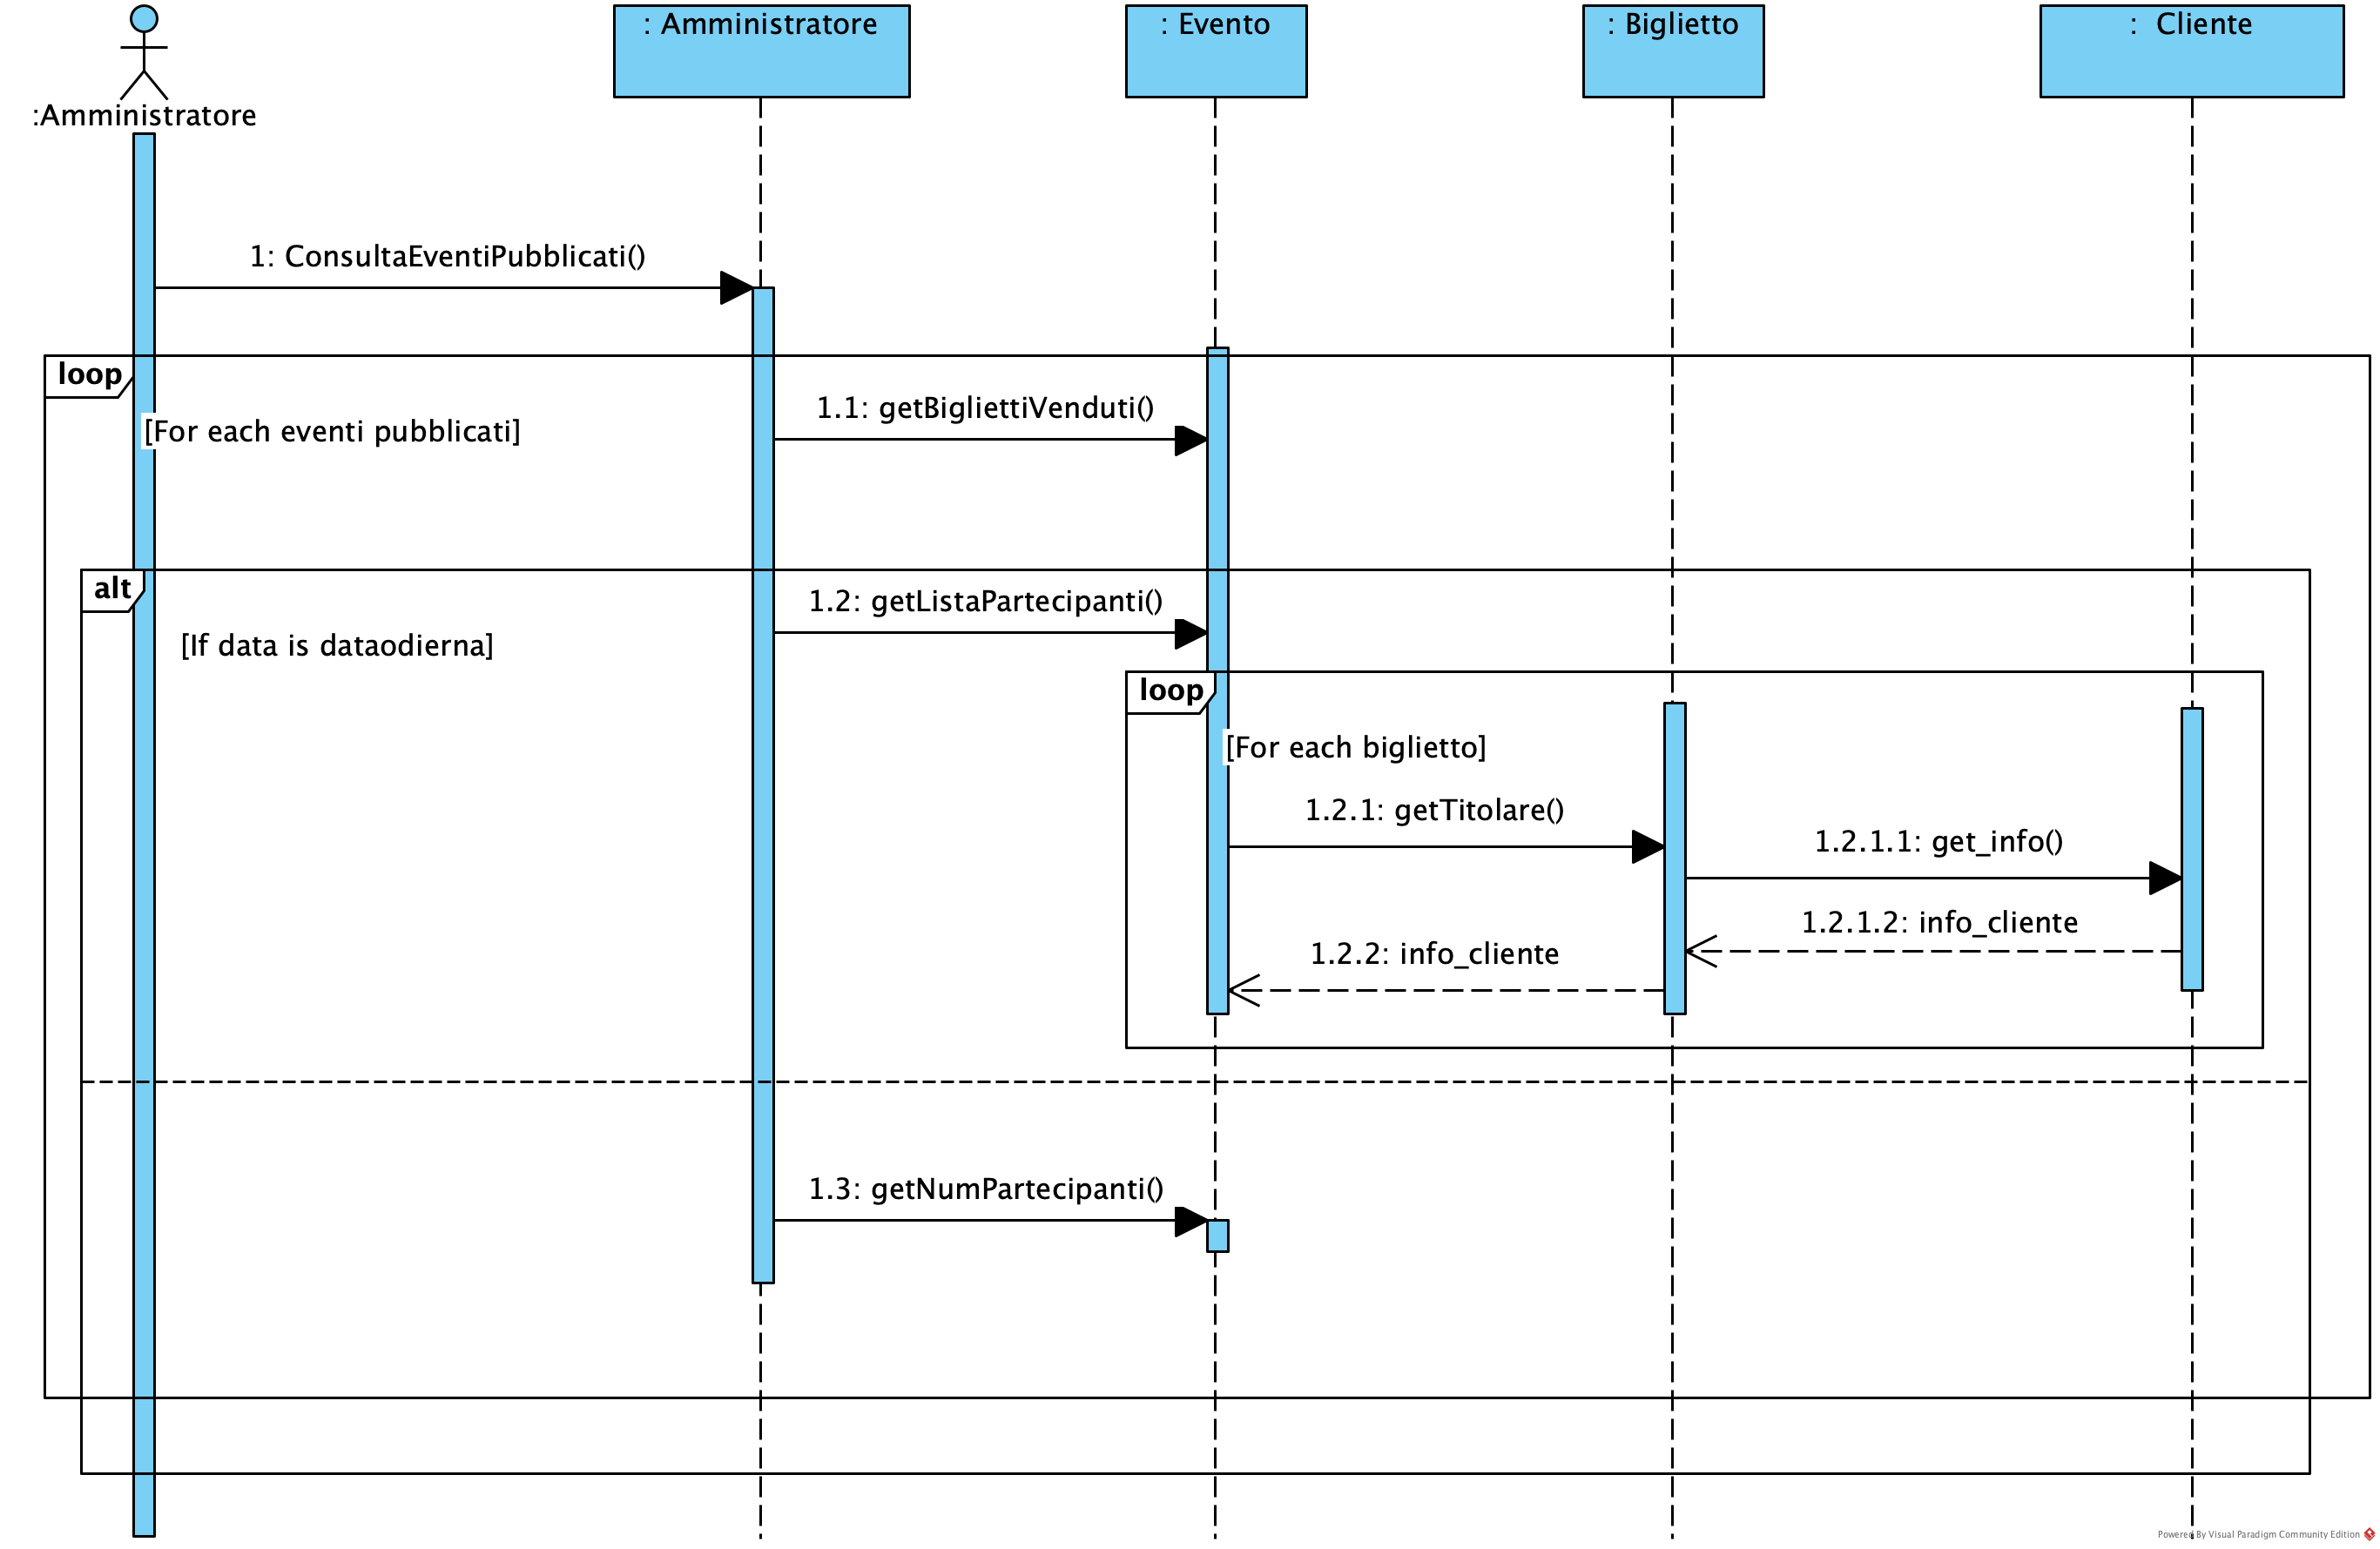 :Amministratore
: Amministratore
: Evento
: Biglietto
: Cliente
1: ConsultaEventiPubblicati()
loop
[For each eventi pubblicati]
1.1: getBigliettiVenduti()
alt
[If data is dataodierna]
1.2: getListaPartecipanti()
loop
[For each biglietto]
1.2.1: getTitolare()
1.2.1.1: get_info()
1.2.1.2: info_cliente
1.2.2: info_cliente
1.3: getNumPartecipanti()
Powered By Visual Paradigm Community Edition